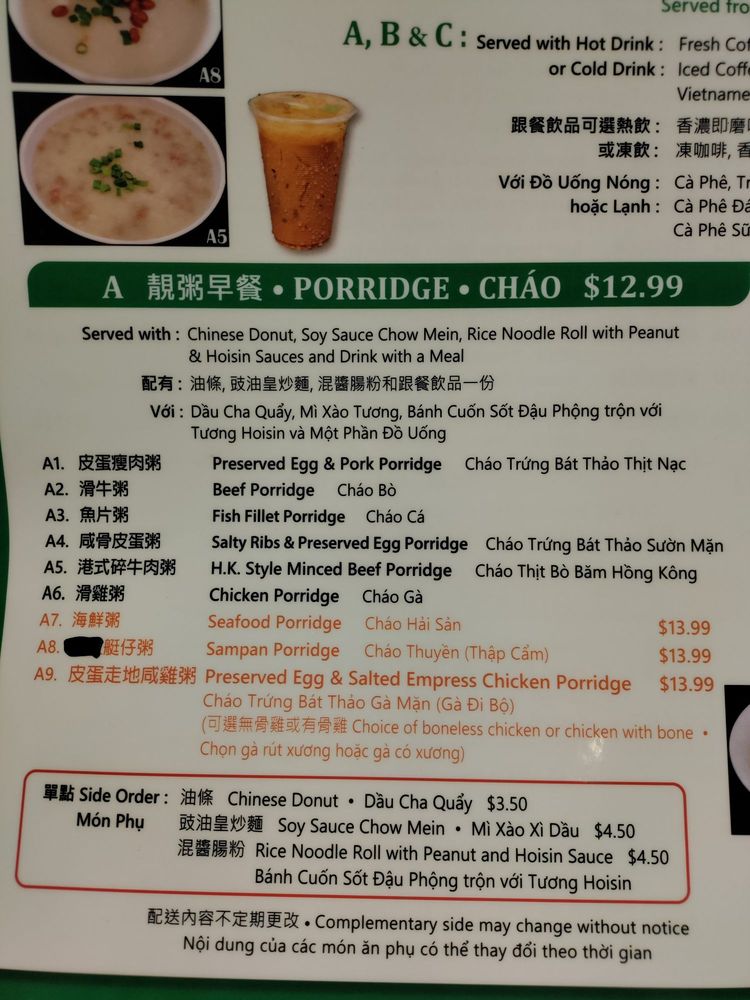 Served fro
A8
A, B & C : Served with Hot Drink : Fresh Cof
or Cold Drink : Iced Coff
Vietname
跟餐飲品可選熱飲 : 香濃即磨
或凍飲 : 凍咖啡, 香
Với Đồ Uống Nóng : Cà Phê, Tr
hoặc Lạnh : Cà Phê Đá
Cà Phê Sữ
A5
A 靚粥早餐 • PORRIDGE • CHÁO $12.99
Served with : Chinese Donut, Soy Sauce Chow Mein, Rice Noodle Roll with Peanut
& Hoisin Sauces and Drink with a Meal
配有 : 油條, 豉油皇炒麵, 混醬腸粉和跟餐飲品一份
Với : Dầu Cha Quẩy, Mì Xào Tương, Bánh Cuốn Sốt Đậu Phộng trộn với
Tương Hoisin và Một Phần Đồ Uống
A1. 皮蛋瘦肉粥 Preserved Egg & Pork Porridge Cháo Trứng Bát Thảo Thịt Nạc
A2. 滑牛粥 Beef Porridge Cháo Bò
A3. 魚片粥 Fish Fillet Porridge Cháo Cá
A4. 咸骨皮蛋粥 Salty Ribs & Preserved Egg Porridge Cháo Trứng Bát Thảo Sườn Mặn
A5. 港式碎牛肉粥 H.K. Style Minced Beef Porridge Cháo Thịt Bò Băm Hồng Kông
A6. 滑雞粥 Chicken Porridge Cháo Gà
A7. 海鮮粥 Seafood Porridge Cháo Hải Sản $13.99
A8. 艇仔粥 Sampan Porridge Cháo Thuyền (Thập Cẩm) $13.99
A9. 皮蛋走地咸雞粥 Preserved Egg & Salted Empress Chicken Porridge $13.99
Cháo Trứng Bát Thảo Gà Mặn (Gà Đi Bộ)
(可選無骨雞或有骨雞 Choice of boneless chicken or chicken with bone •
Chọn gà rút xương hoặc gà có xương)
單點 Side Order : 油條 Chinese Donut • Dầu Cha Quẩy $3.50
Món Phụ 豉油皇炒麵 Soy Sauce Chow Mein • Mì Xào Xì Dầu $4.50
混醬腸粉 Rice Noodle Roll with Peanut and Hoisin Sauce $4.50
Bánh Cuốn Sốt Đậu Phộng trộn với Tương Hoisin
配送內容不定期更改 • Complementary side may change without notice
Nội dung của các món ăn phụ có thể thay đổi theo thời gian